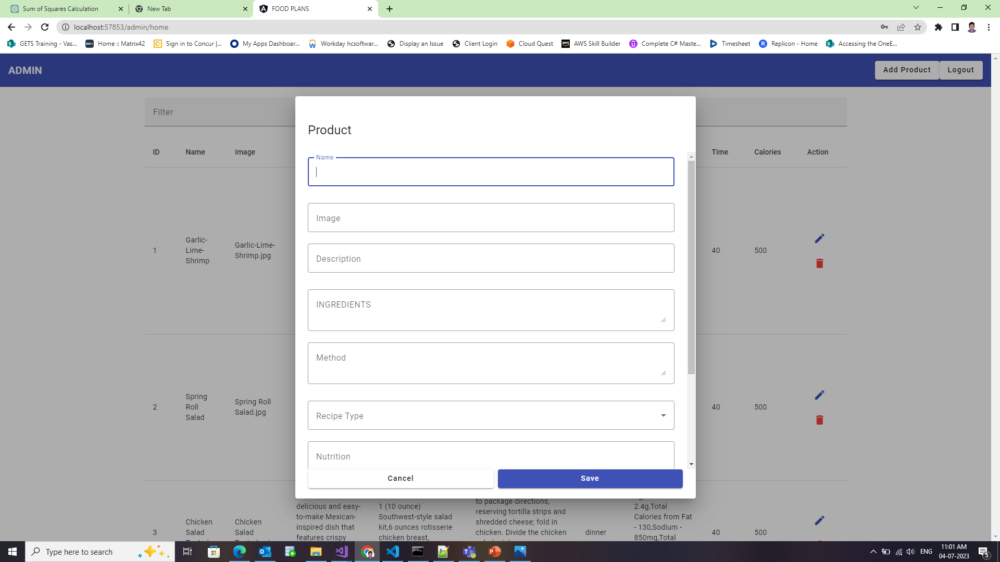 Sum of Squares Calculation
New Tab
FOOD PLANS
localhost:57853/admin/home
GETS Training - Vas...
Home :: Matrix42
Sign in to Concur |...
My Apps Dashboar...
Workday hcsoftwar...
Display an Issue
Client Login
Cloud Quest
AWS Skill Builder
Complete C# Maste...
Timesheet
Replicon - Home
Accessing the OneE...
ADMIN
Add Product
Logout
Filter
ID
Name
Image
Time
Calories
Action
1
Garlic-
Lime-
Shrimp
Garlic-Lime-
Shrimp.jpg
40
500
2
Spring
Roll
Salad
Spring Roll
Salad.jpg
40
500
3
Chicken
Salad
Chicken
Salad
delicious and easy-
to-make Mexican-
inspired dish that
features crispy
1 (10 ounce)
Southwest-style salad
kit,6 ounces rotisserie
chicken breast,
to package directions,
reserving tortilla strips and
shredded cheese; fold in
chicken. Divide the chicken
dinner
2.4g,Total
Calories from Fat
- 130,Sodium -
850mg,Total
40
500
Product
Name
Image
Description
INGREDIENTS
Method
Recipe Type
Nutrition
Cancel
Save
Type here to search
ENG
11:01 AM
04-07-2023
5